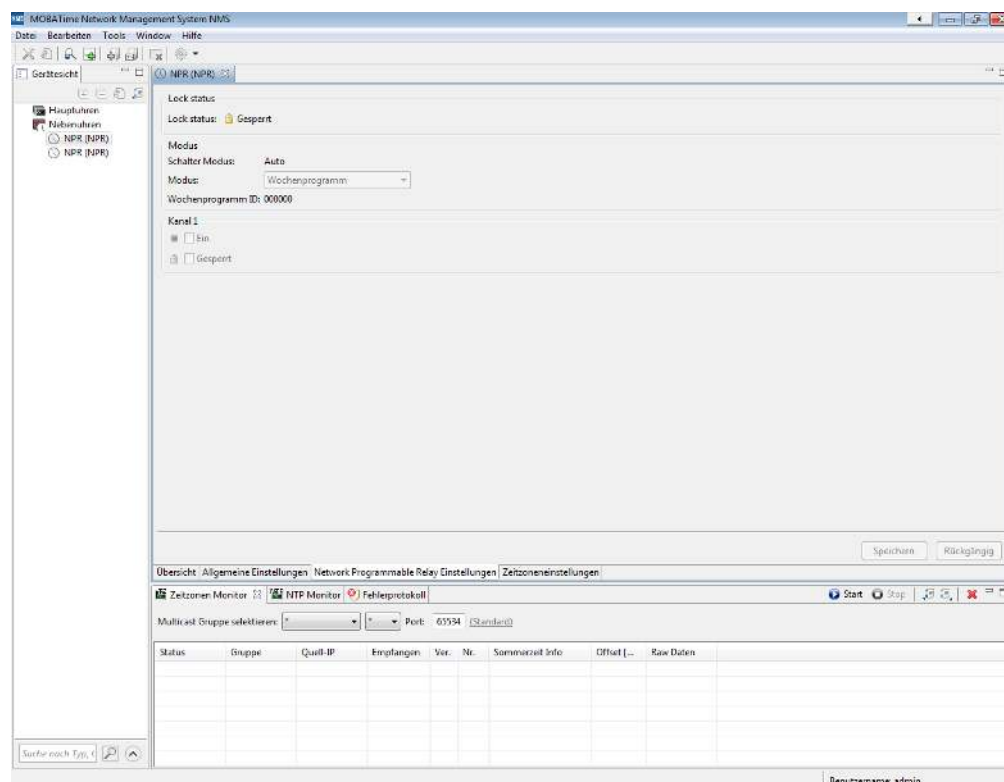 MOBATime Network Management System NMS
Datei Bearbeiten Tools Window Hilfe
Gerätesicht
NPR (NPR)
Hauptuhren
Nebenuhren
NPR (NPR)
NPR (NPR)
Lock status
Lock status: Gesperrt
Modus
Schalter Modus: Auto
Modus: Wochenprogramm
Wochenprogramm ID: 000000
Kanal 1
Ein
Gesperrt
Speichern Rückgängig
Übersicht Allgemeine Einstellungen Network Programmable Relay Einstellungen Zeitzoneneinstellungen
Zeitzonen Monitor NTP Monitor Fehlerprotokoll Start Stop
Multicast Gruppe selektieren: * * Port: 65534 (Standard)
Status Gruppe Quell-IP Empfangen Ver. Nr. Sommerzeit Info Offset [... Raw Daten
Suche nach Typ,
Benutzername: admin